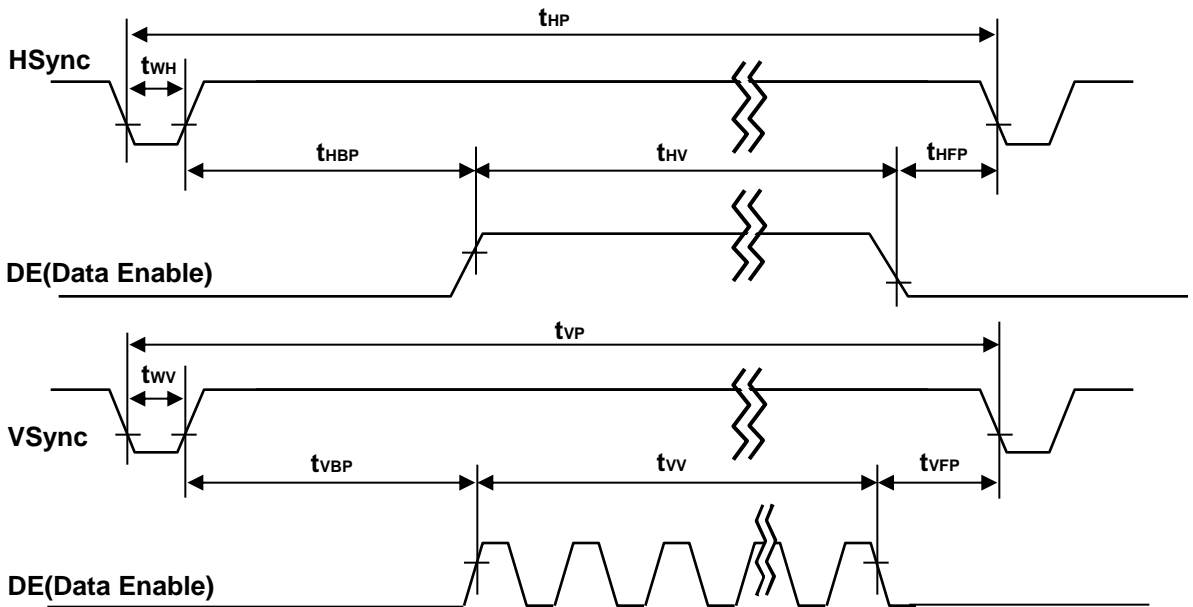 tHP
HSync
tWH
tHBP
tHV
tHFP
DE(Data Enable)
tVP
tWV
VSync
tVBP
tVV
tVFP
DE(Data Enable)